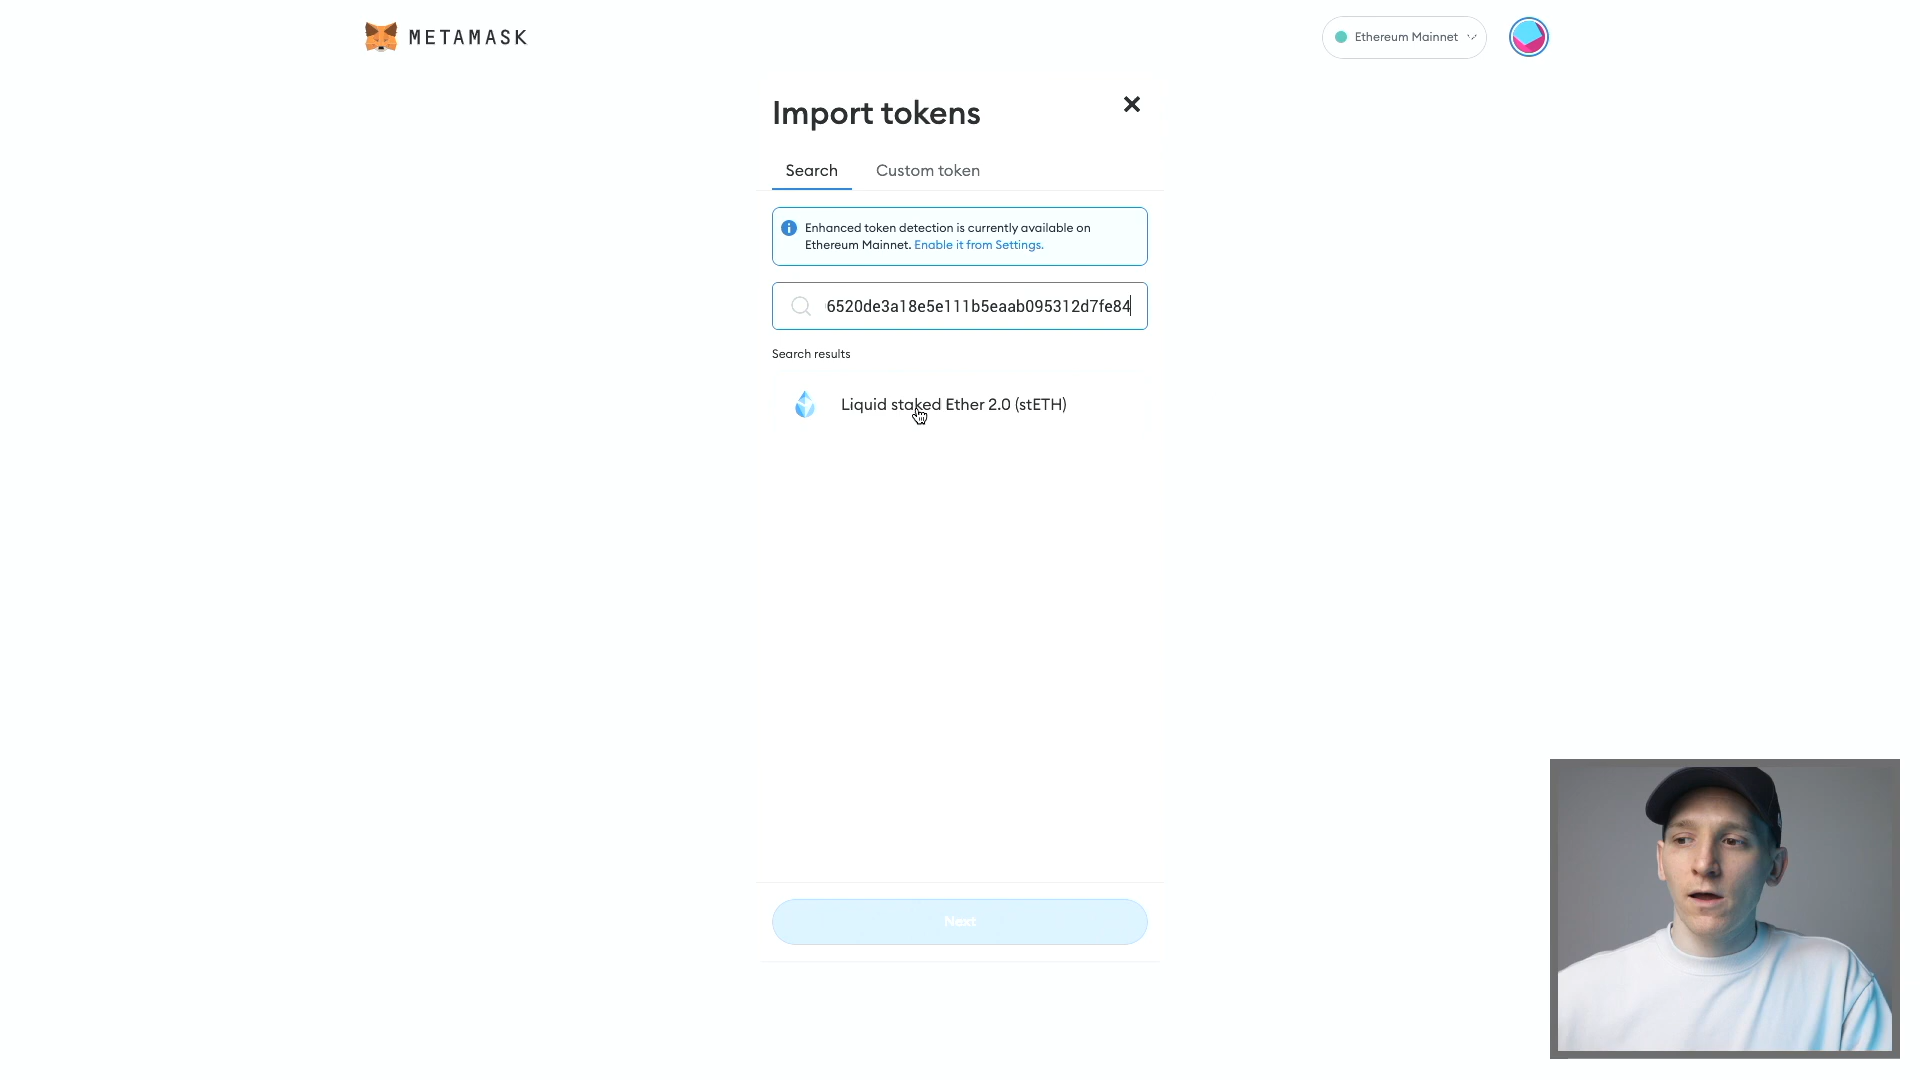 METAMASK
Ethereum Mainnet
Import tokens
Search
Custom token
Enhanced token detection is currently available on
Ethereum Mainnet. Enable it from Settings.
6520de3a18e5e111b5eaab095312d7fe84
Search results
Liquid staked Ether 2.0 (stETH)
Next